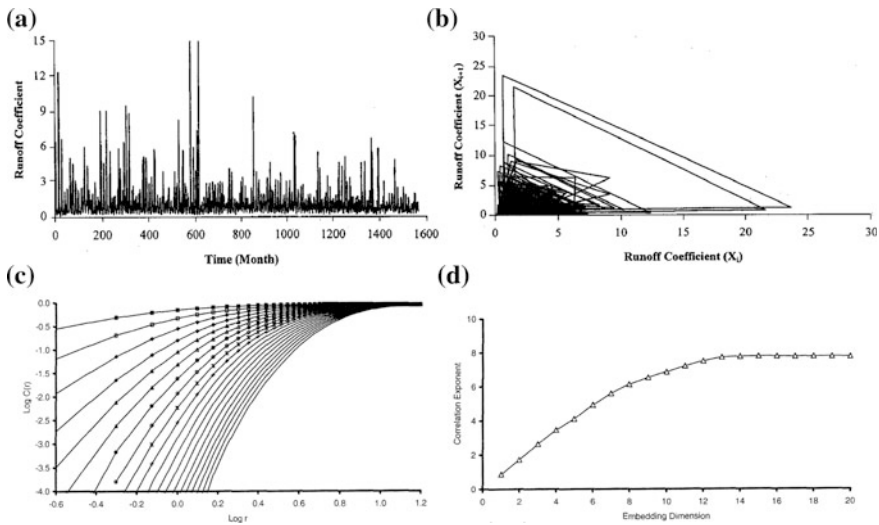 (a)
15
12
9
6
3
0
Runoff Coefficient
0 200 400 600 800 1000 1200 1400 1600
Time (Month)
(b)
30
25
20
15
10
5
0
Runoff Coefficient (Xi+1)
0 5 10 15 20 25 30
Runoff Coefficient (Xi)
(c)
0.0
-0.5
-1.0
-1.5
-2.0
-2.5
-3.0
-3.5
-4.0
Log C(r)
-0.6 -0.4 -0.2 0.0 0.2 0.4 0.6 0.8 1.0 1.2
Log r
(d)
10
8
6
4
2
0
Correlation Exponent
0 2 4 6 8 10 12 14 16 18 20
Embedding Dimension